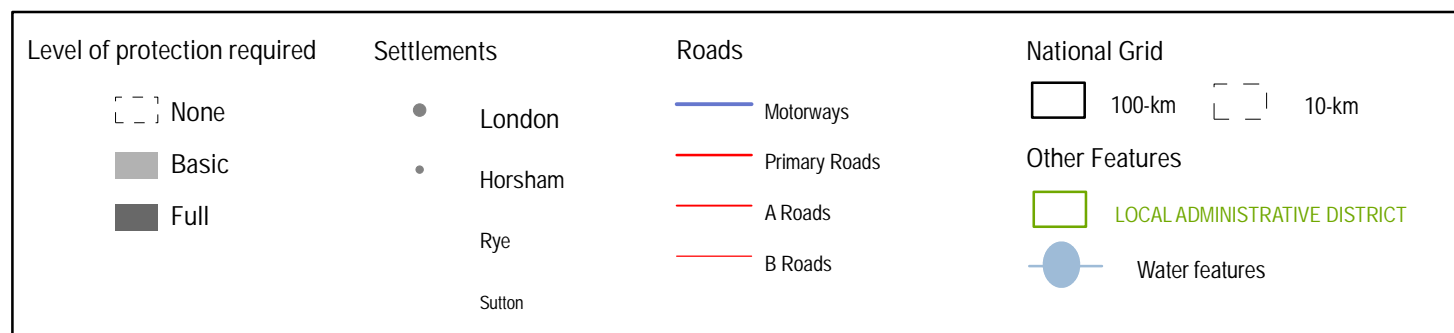 Level of protection required
None
Basic
Full
Settlements
London
Horsham
Rye
Sutton
Roads
Motorways
Primary Roads
A Roads
B Roads
National Grid
100-km
10-km
Other Features
LOCAL ADMINISTRATIVE DISTRICT
Water features